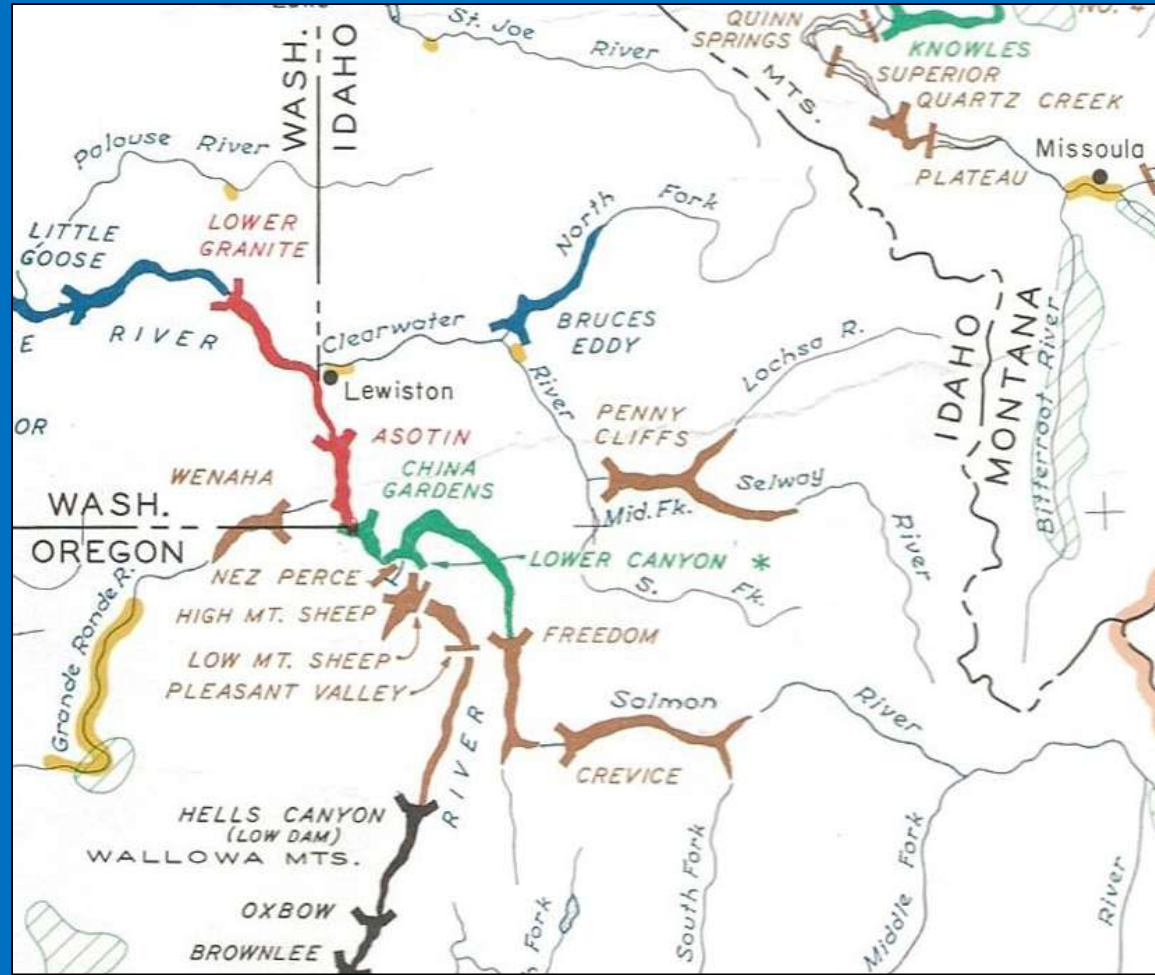 St. Joe
River
QUINN
SPRINGS
KNOWLES
SUPERIOR
MTS.
QUARTZ CREEK
WASH.
IDAHO
Palouse River
Missoula
PLATEAU
LITTLE
GOOSE
LOWER
GRANITE
North
Fork
RIVER
E
Clearwater
BRUCES
EDDY
Lochsa R.
IDAHO
MONTANA
Bitterroot River
Lewiston
River
OR
ASOTIN
PENNY
CLIFFS
WENAHA
CHINA
GARDENS
Selway
River
WASH.
OREGON
Mid. Fk.
NEZ PERCE
LOWER CANYON *
S.
Fk.
Grande Ronde R.
HIGH MT. SHEEP
FREEDOM
LOW MT. SHEEP
PLEASANT VALLEY
Salmon
River
RIVER
CREVICE
HELLS CANYON
(LOW DAM)
WALLOWA MTS.
OXBOW
BROWNLEE
Fork
South Fork
Middle Fork
River